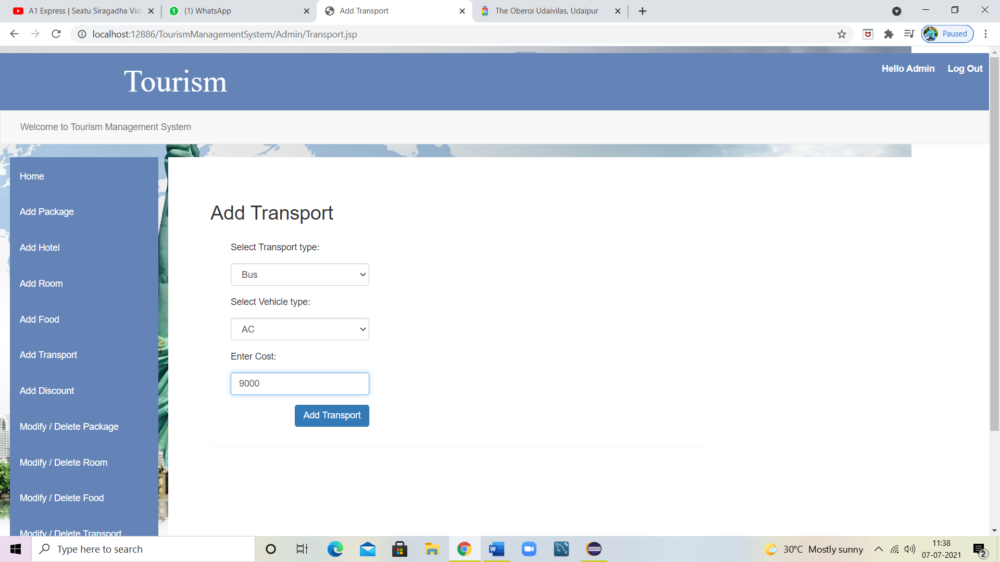 A1 Express | Seatu Siragadha Vid
(1) WhatsApp
Add Transport
The Oberoi Udaivilas, Udaipur
localhost:12886/TourismManagementSystem/Admin/Transport.jsp
Paused
Tourism
Hello Admin
Log Out
Welcome to Tourism Management System
Home
Add Package
Add Hotel
Add Room
Add Food
Add Transport
Add Discount
Modify / Delete Package
Modify / Delete Room
Modify / Delete Food
Modify / Delete Transport
Add Transport
Select Transport type:
Bus
Select Vehicle type:
AC
Enter Cost:
9000
Add Transport
Type here to search
30°C Mostly sunny
11:38
07-07-2021
2